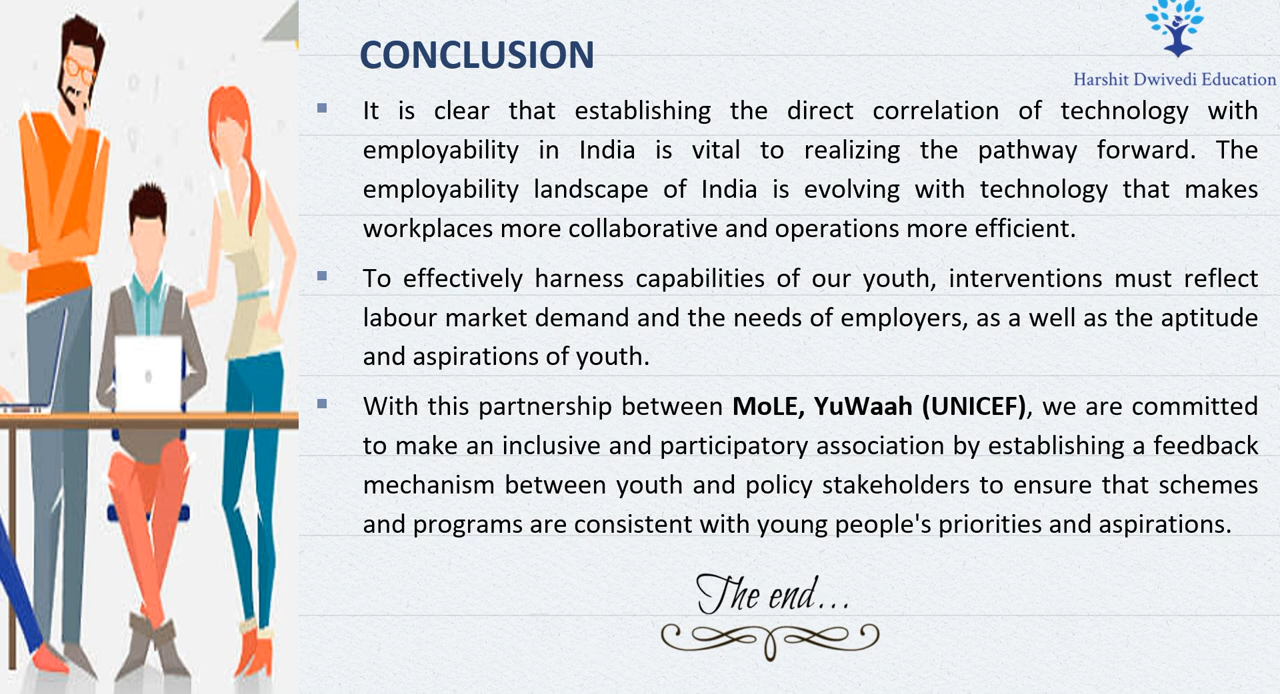 CONCLUSION
Harshit Dwivedi Education
▪ It is clear that establishing the direct correlation of technology with
employability in India is vital to realizing the pathway forward. The
employability landscape of India is evolving with technology that makes
workplaces more collaborative and operations more efficient.
▪ To effectively harness capabilities of our youth, interventions must reflect
labour market demand and the needs of employers, as a well as the aptitude
and aspirations of youth.
▪ With this partnership between MoLE, YuWaah (UNICEF), we are committed
to make an inclusive and participatory association by establishing a feedback
mechanism between youth and policy stakeholders to ensure that schemes
and programs are consistent with young people's priorities and aspirations.
The end...